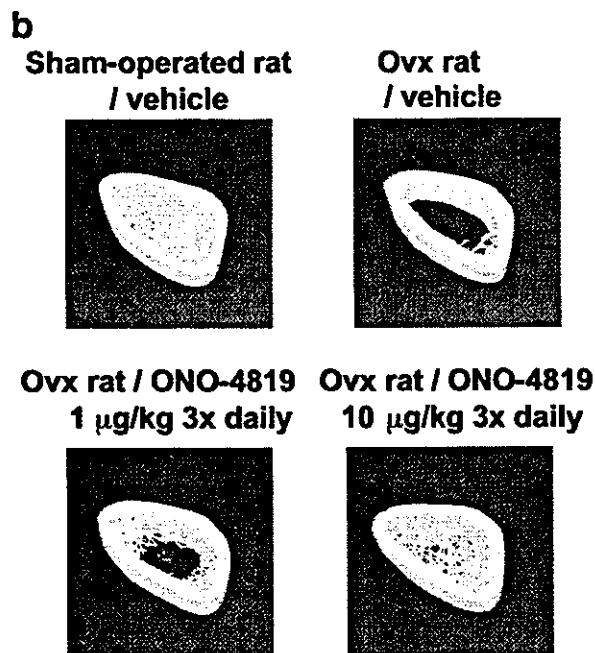 b
Sham-operated rat
/ vehicle
Ovx rat
/ vehicle
Ovx rat / ONO-4819
1 μg/kg 3x daily
Ovx rat / ONO-4819
10 μg/kg 3x daily